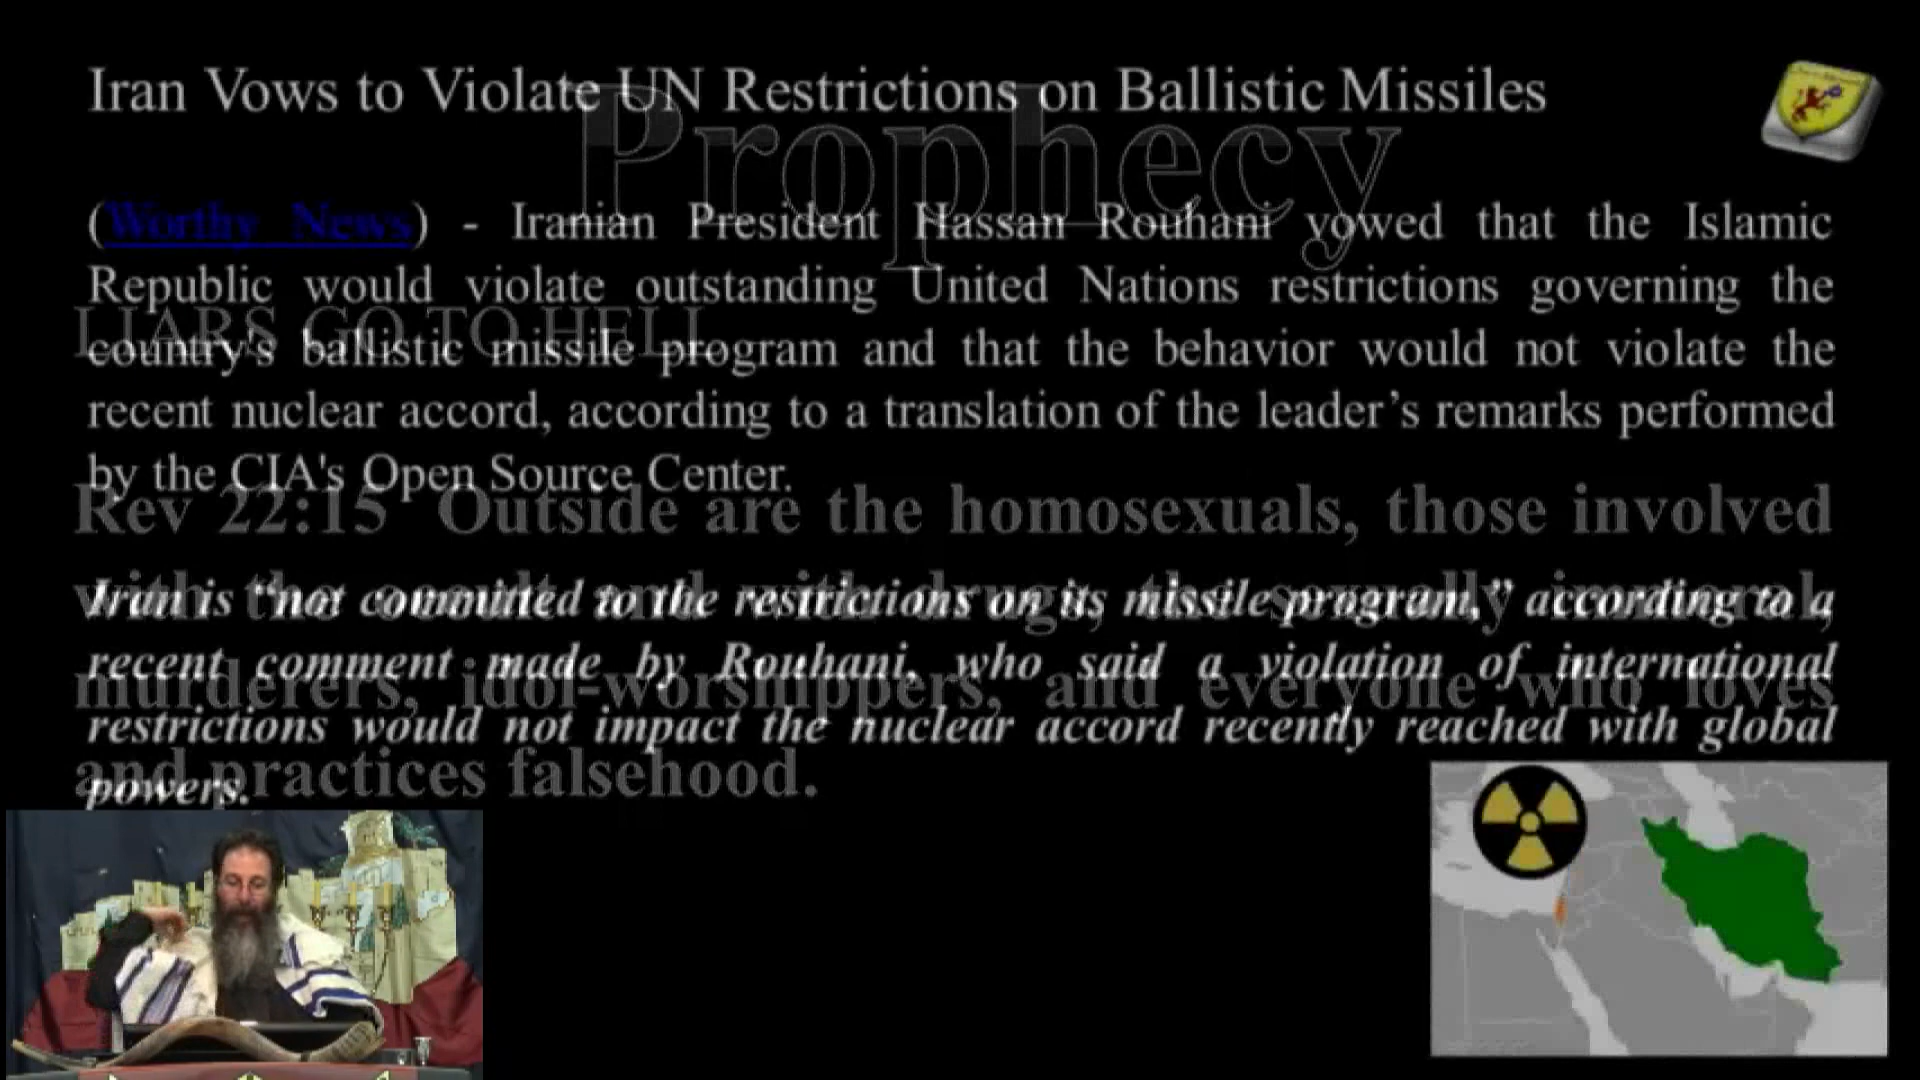 Iran Vows to Violate UN Restrictions on Ballistic Missiles
Prophecy
(Worthy News) - Iranian President Hassan Rouhani vowed that the Islamic
Republic would violate outstanding United Nations restrictions governing the
LIARS GO TO HELL
country's ballistic missile program and that the behavior would not violate the
recent nuclear accord, according to a translation of the leader’s remarks performed
by the CIA's Open Source Center.
Rev 22:15 Outside are the homosexuals, those involved
with the occult and with drugs, the sexually immoral,
Iran is “not committed to the restrictions on its missile program,” according to a
recent comment made by Rouhani, who said a violation of international
murderers, idol-worshippers, and everyone who loves
restrictions would not impact the nuclear accord recently reached with global
and practices falsehood.
powers.